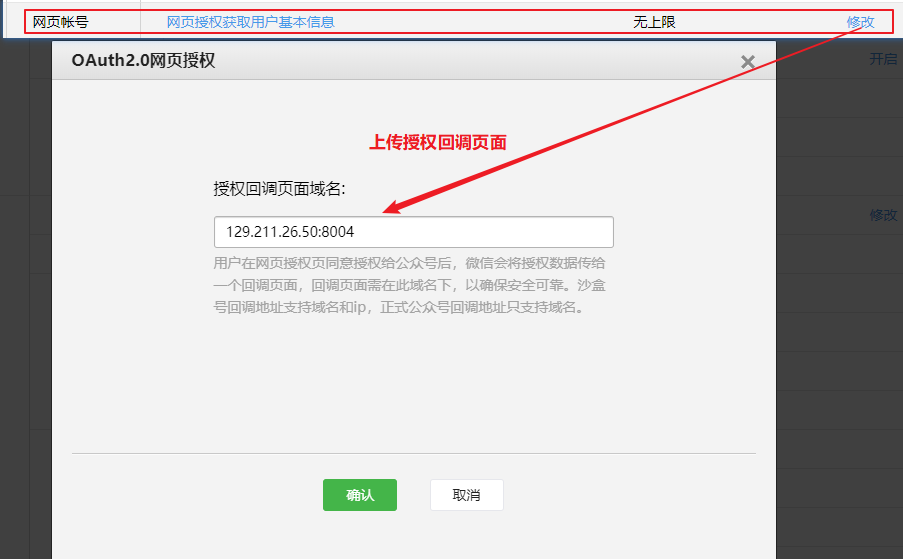 网页帐号 网页授权获取用户基本信息 无上限 修改
OAuth2.0网页授权
开启
上传授权回调页面
授权回调页面域名:
修改
129.211.26.50:8004
用户在网页授权页同意授权给公众号后，微信会将授权数据传给
一个回调页面，回调页面需在此域名下，以确保安全可靠。沙盒
号回调地址支持域名和ip，正式公众号回调地址只支持域名。
确认 取消